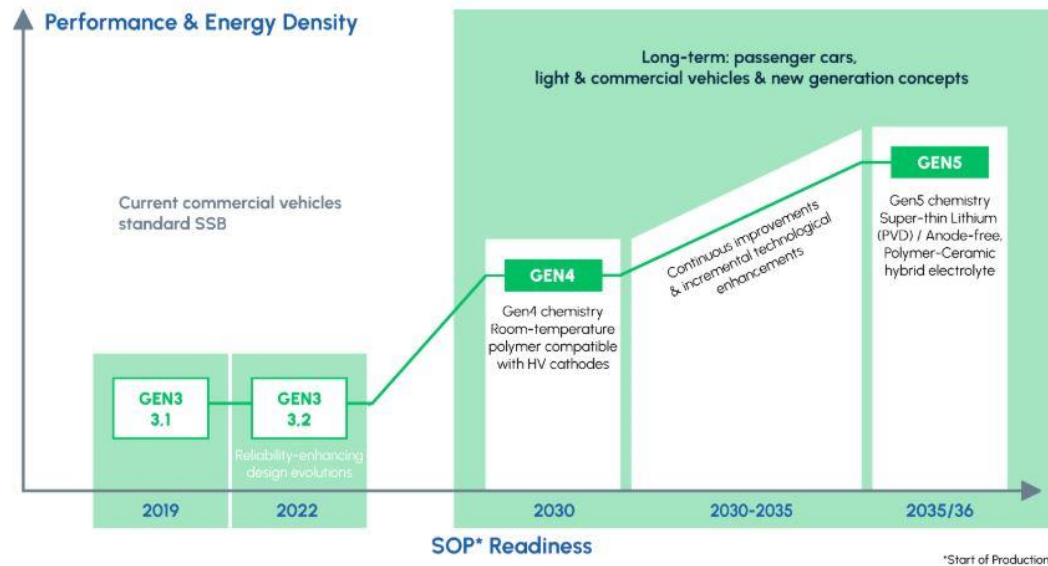 Performance & Energy Density
Long-term: passenger cars,
light & commercial vehicles & new generation concepts
Current commercial vehicles
standard SSB
GEN3
3.1
GEN3
3.2
Reliability-enhancing
design evolutions
GEN4
Gen4 chemistry
Room-temperature
polymer compatible
with HV cathodes
Continuous improvements
& incremental technological
enhancements
GEN5
Gen5 chemistry
Super-thin Lithium
(PVD) / Anode-free,
Polymer-Ceramic
hybrid electrolyte
2019
2022
2030
2030-2035
2035/36
SOP* Readiness
*Start of Production